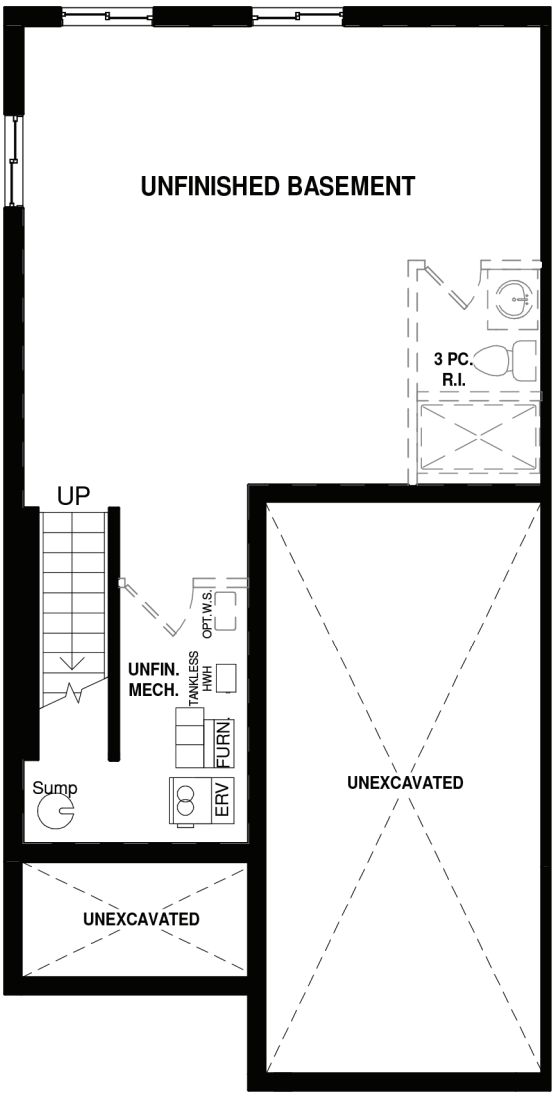 UNFINISHED BASEMENT
3 PC.
R.I.
UP
OPT.W.S.
UNFIN.
MECH.
TANKLESS
HWH
FURN.
ERV
Sump
UNEXCAVATED
UNEXCAVATED